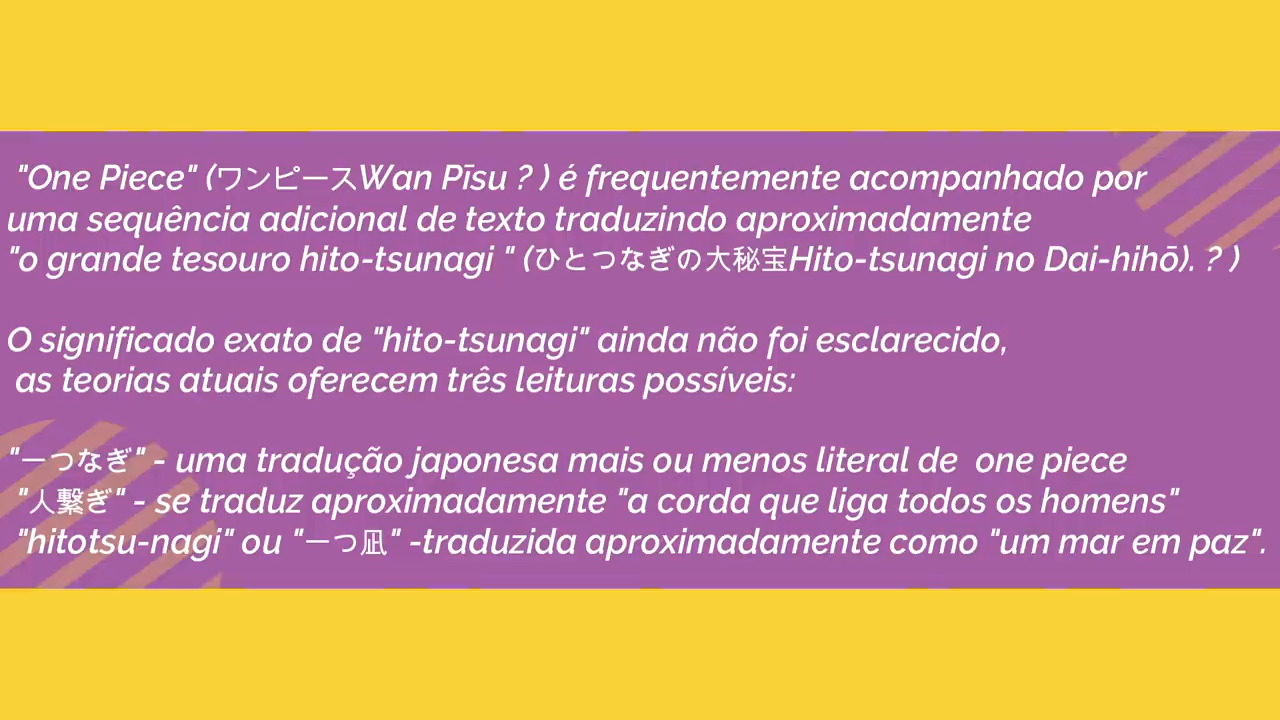 "One Piece" (ワンピースWan Pīsu ? ) é frequentemente acompanhado por
uma sequência adicional de texto traduzindo aproximadamente
"o grande tesouro hito-tsunagi " (ひとつなぎの大秘宝Hito-tsunagi no Dai-hihō). ? )
O significado exato de "hito-tsunagi" ainda não foi esclarecido,
as teorias atuais oferecem três leituras possíveis:
"一つなぎ" - uma tradução japonesa mais ou menos literal de one piece
"人繋ぎ" - se traduz aproximadamente "a corda que liga todos os homens"
"hitotsu-nagi" ou "一つ凪" -traduzida aproximadamente como "um mar em paz".